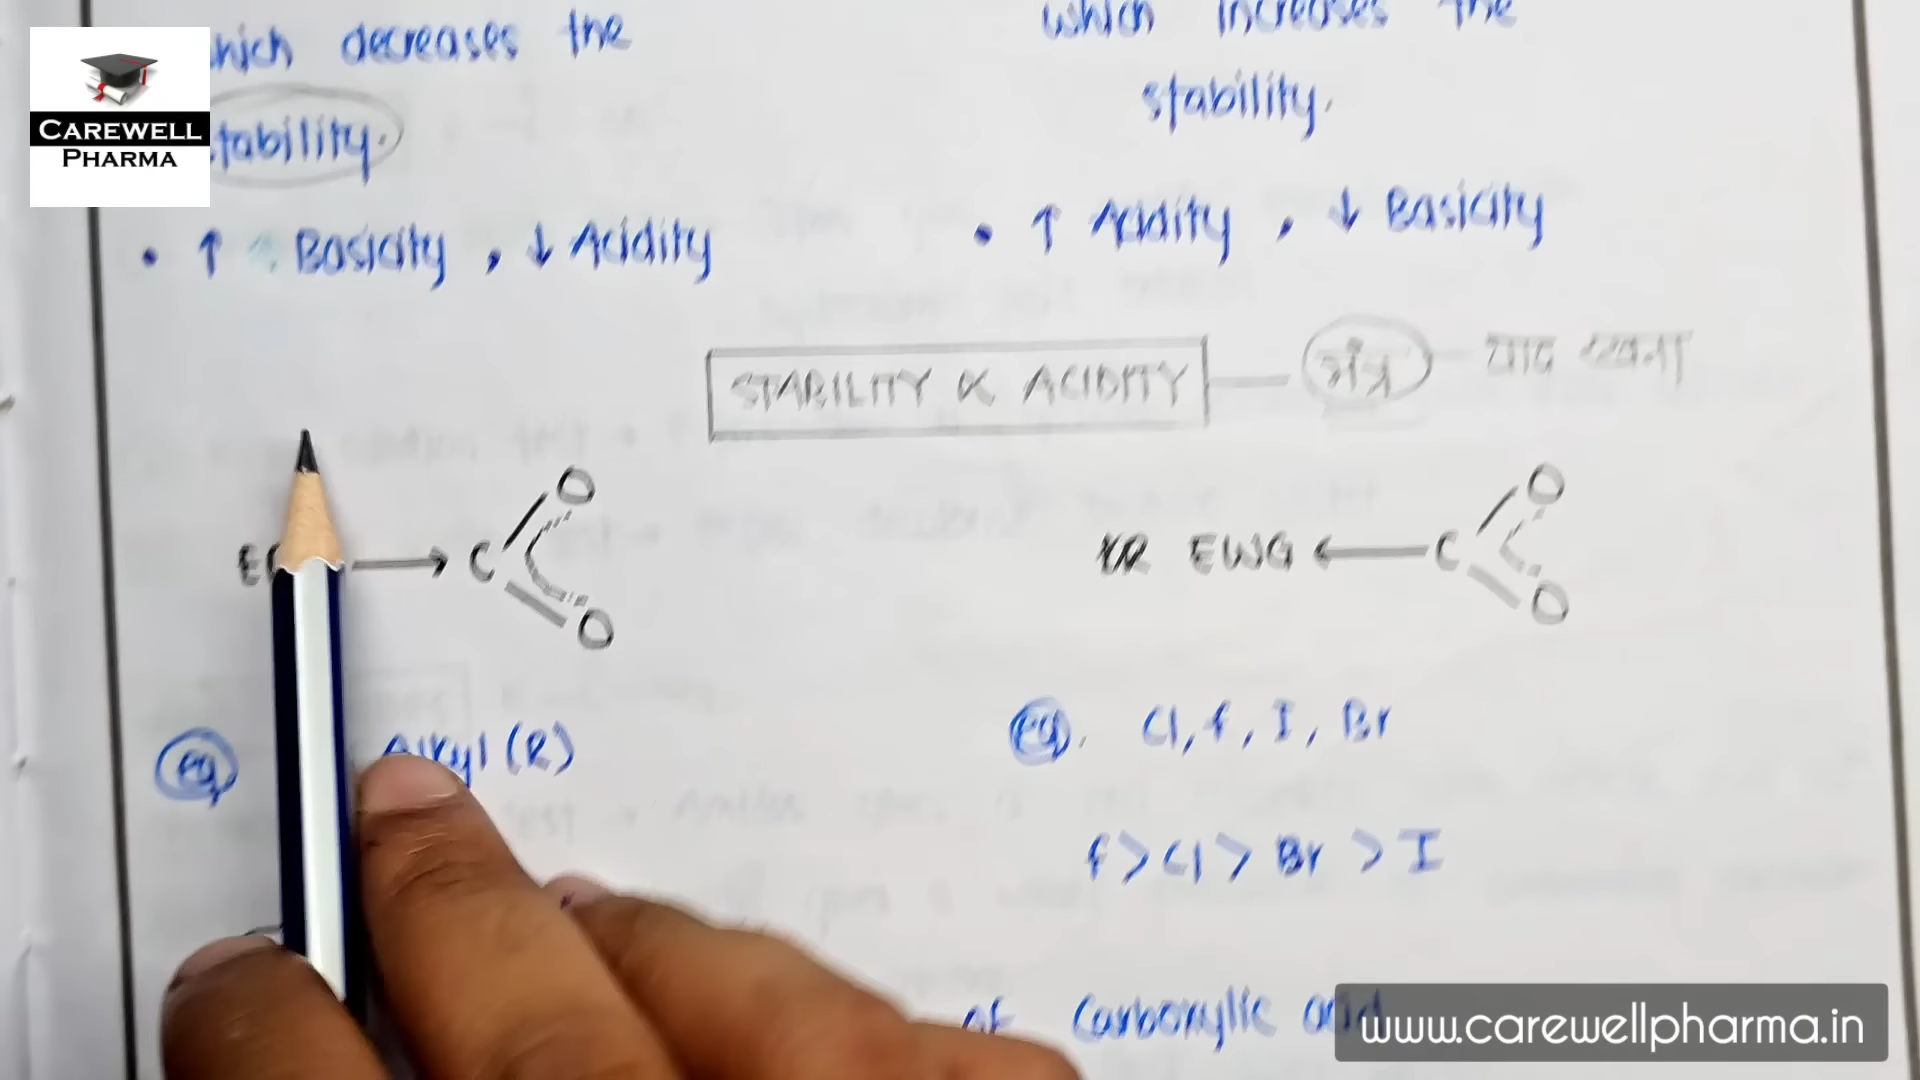 CAREWELL
PHARMA
which decreases the
stability.
↑ Basicity, ↓ Acidity
which increases the
stability.
• ↑ Acidity, ↓ Basicity
STABILITY ∝ ACIDITY
मंत्र याद रखना
C
O
O
EWG ← C
O
O
eg Alkyl (R)
eg. Cl, F, I, Br
F > Cl > Br > I
of carboxylic acid
www.carewellpharma.in